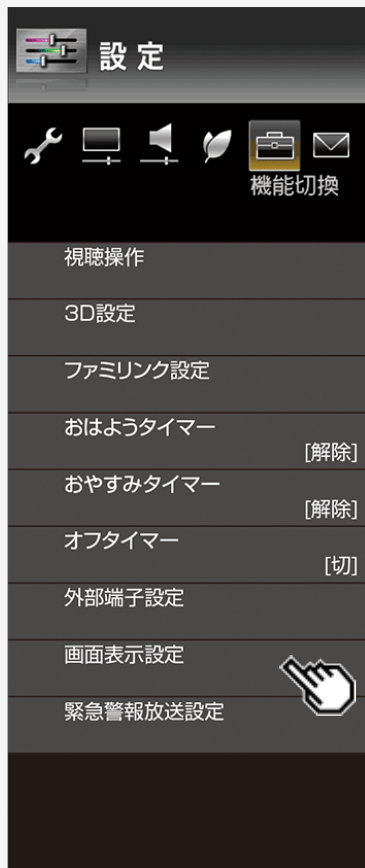 設定
機能切換
視聴操作
3D設定
ファミリンク設定
おはようタイマー
[解除]
おやすみタイマー
[解除]
オフタイマー
[切]
外部端子設定
画面表示設定
緊急警報放送設定